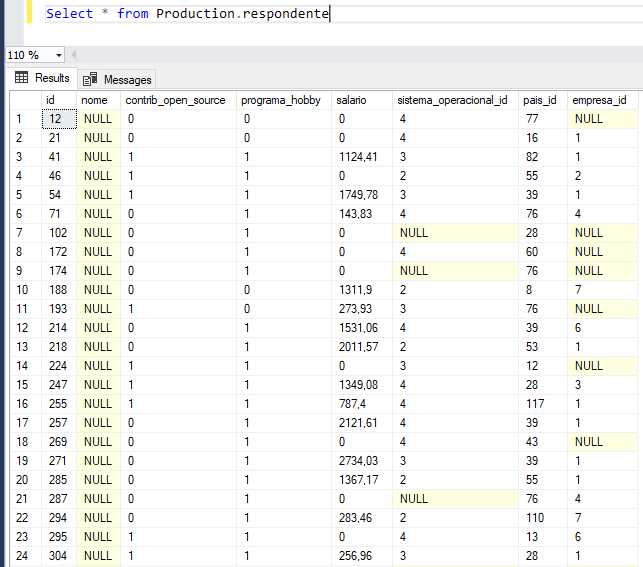 Select * from Production.respondente
110 %
Results Messages
id nome contrib_open_source programa_hobby salario sistema_operacional_id pais_id empresa_id
1 12 NULL 0 0 0 4 77 NULL
2 21 NULL 0 0 0 4 16 1
3 41 NULL 1 1 1124,41 3 82 1
4 46 NULL 1 1 0 2 55 2
5 54 NULL 1 1 1749,78 3 39 1
6 71 NULL 0 1 143,83 4 76 4
7 102 NULL 0 1 0 NULL 28 NULL
8 172 NULL 0 1 0 4 60 NULL
9 174 NULL 0 1 0 NULL 76 NULL
10 188 NULL 0 0 1311,9 2 8 7
11 193 NULL 1 0 273,93 3 76 NULL
12 214 NULL 0 1 1531,06 4 39 6
13 218 NULL 0 1 2011,57 2 53 1
14 224 NULL 1 1 0 3 12 NULL
15 247 NULL 1 1 1349,08 4 28 3
16 255 NULL 1 1 787,4 4 117 1
17 257 NULL 0 1 2121,61 4 39 1
18 269 NULL 0 1 0 4 43 NULL
19 271 NULL 0 1 2734,03 3 39 1
20 285 NULL 0 1 1367,17 2 55 1
21 287 NULL 0 1 0 NULL 76 4
22 294 NULL 0 1 283,46 2 110 7
23 295 NULL 1 1 0 4 13 6
24 304 NULL 1 1 256,96 3 28 1